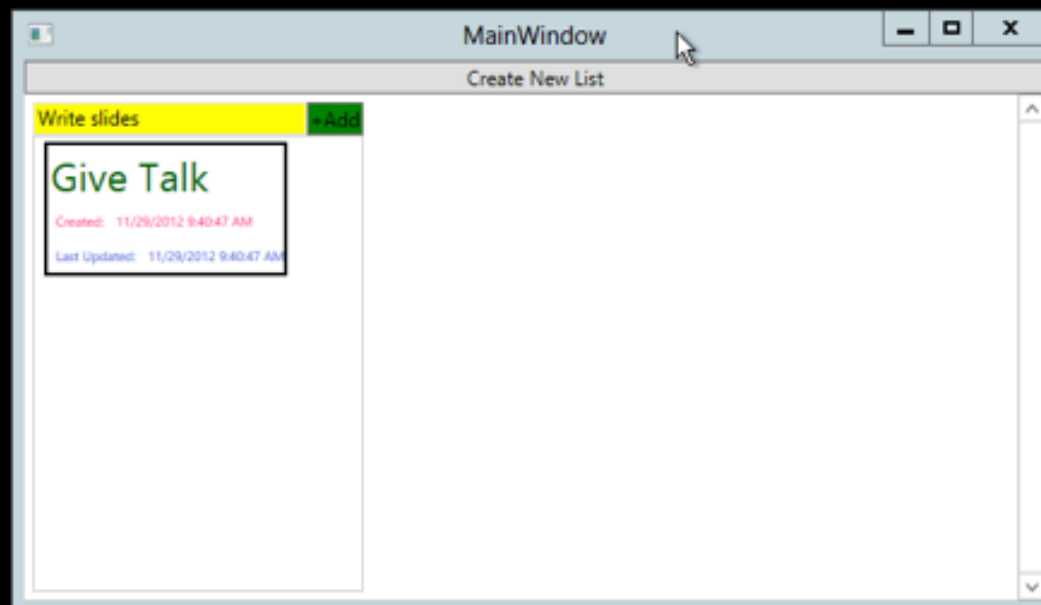 MainWindow
Create New List
Write slides +Add
Give Talk
Created: 11/29/2012 9:40:47 AM
Last Updated: 11/29/2012 9:40:47 AM